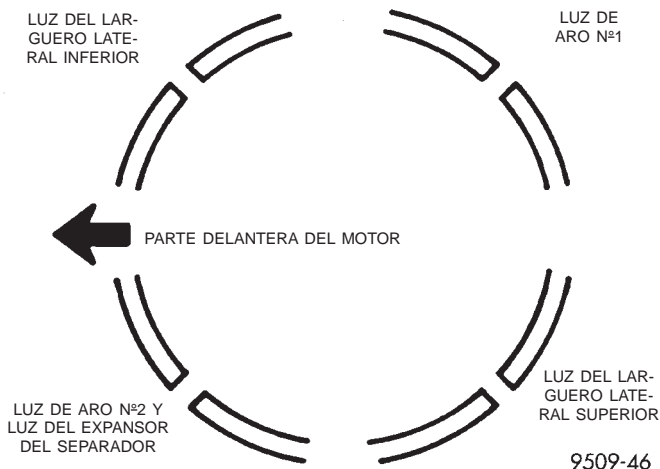 LUZ DEL LAR-
GUERO LATE-
RAL INFERIOR
LUZ DE
ARO Nº1
PARTE DELANTERA DEL MOTOR
LUZ DE ARO Nº2 Y
LUZ DEL EXPANSOR
DEL SEPARADOR
LUZ DEL LAR-
GUERO LATE-
RAL SUPERIOR
9509-46